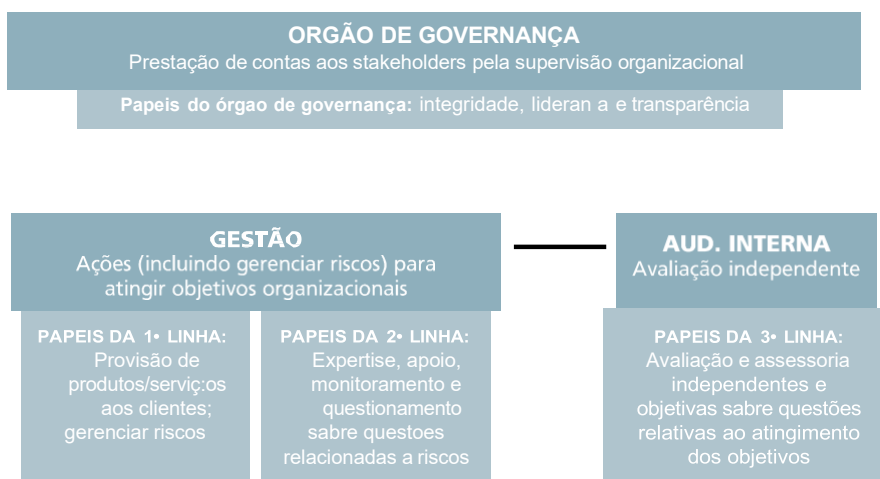 ORGÃO DE GOVERNANÇA
Prestação de contas aos stakeholders pela supervisão organizacional
Papeis do órgao de governança: integridade, lideran a e transparência
GESTÃO
Ações (incluindo gerenciar riscos) para
atingir objetivos organizacionais
PAPEIS DA 1• LINHA:
Provisão de
produtos/serviç:os
aos clientes;
gerenciar riscos
PAPEIS DA 2• LINHA:
Expertise, apoio,
monitoramento e
questionamento
sabre questoes
relacionadas a riscos
AUD. INTERNA
Avaliação independente
PAPEIS DA 3• LINHA:
Avaliação e assessoria
independentes e
objetivas sabre questões
relativas ao atingimento
dos objetivos